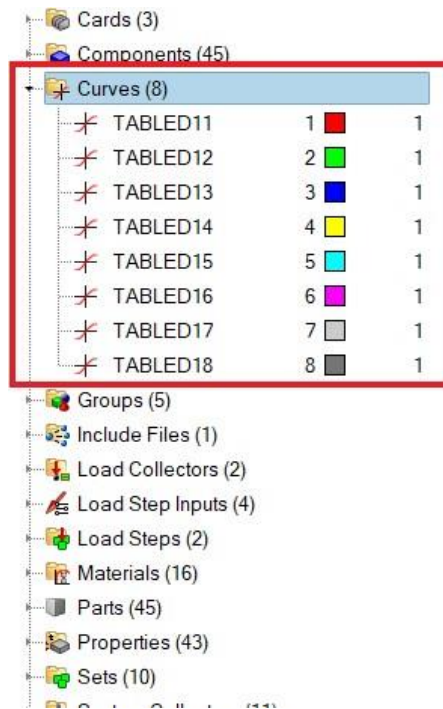 Cards (3)
Components (45)
Curves (8)
TABLED11 1 1
TABLED12 2 1
TABLED13 3 1
TABLED14 4 1
TABLED15 5 1
TABLED16 6 1
TABLED17 7 1
TABLED18 8 1
Groups (5)
Include Files (1)
Load Collectors (2)
Load Step Inputs (4)
Load Steps (2)
Materials (16)
Parts (45)
Properties (43)
Sets (10)